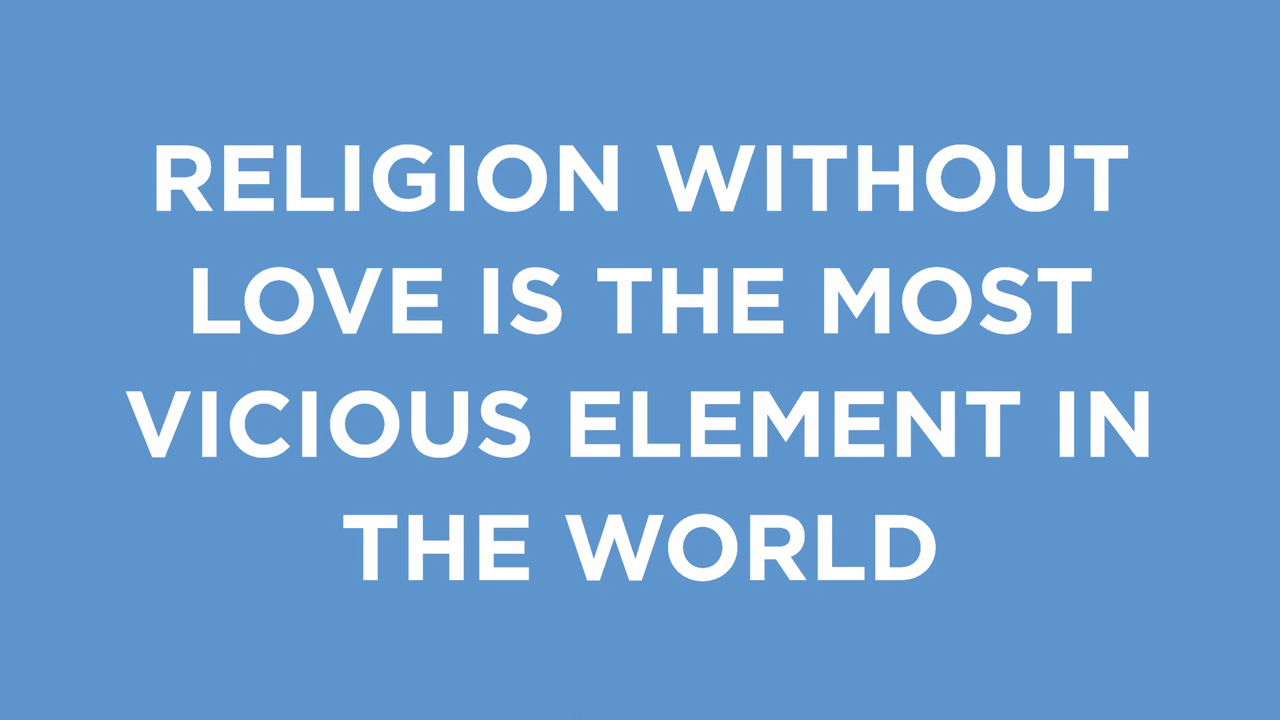 RELIGION WITHOUT
LOVE IS THE MOST
VICIOUS ELEMENT IN
THE WORLD